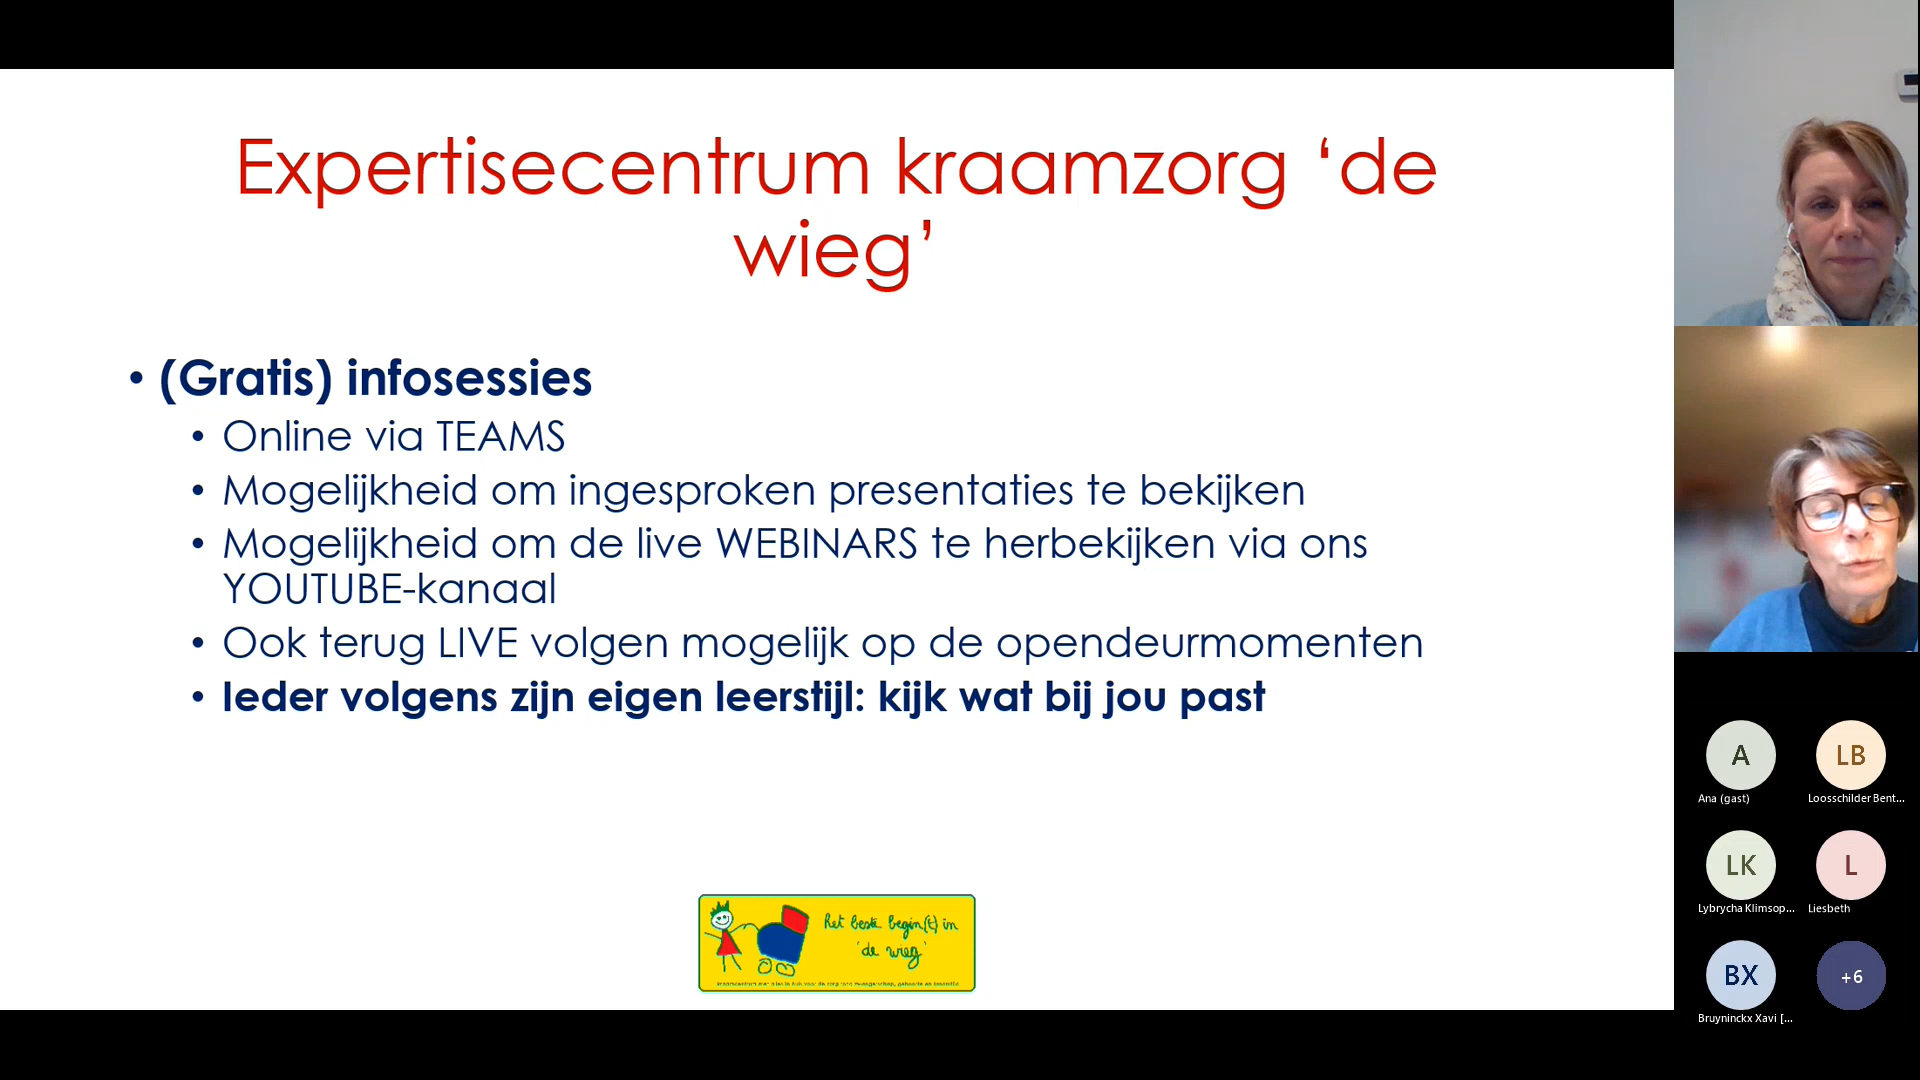 Expertisecentrum kraamzorg ‘de
wieg’
• (Gratis) infosessies
• Online via TEAMS
• Mogelijkheid om ingesproken presentaties te bekijken
• Mogelijkheid om de live WEBINARS te herbekijken via ons
YOUTUBE-kanaal
• Ook terug LIVE volgen mogelijk op de opendeurmomenten
• Ieder volgens zijn eigen leerstijl: kijk wat bij jou past
Het beste begin(t) in
'de wieg'
A
Ana (gast)
LB
Loosschilder Bent...
LK
Lybrycha Klimsop...
L
Liesbeth
BX
Bruyninckx Xavi [...
+6